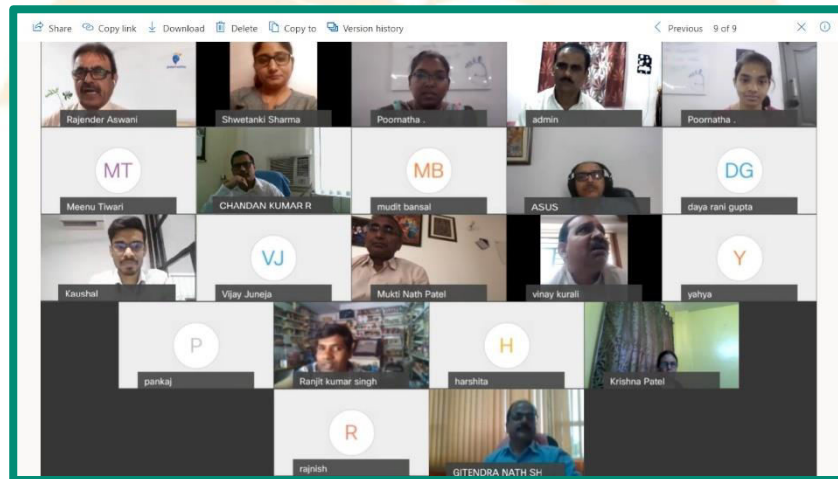 Share Copy link Download Delete Copy to Version history Previous 9 of 9
Rajender Aswani Shwetanki Sharma Poornatha . admin Poornatha .
MT MB DG
Meenu Tiwari CHANDAN KUMAR R mudit bansal ASUS daya rani gupta
VJ Y
Kaushal Vijay Juneja Mukti Nath Patel vinay kurali yahya
P H
pankaj Ranjit kumar singh harshita Krishna Patel
R
rajnish GITENDRA NATH SH